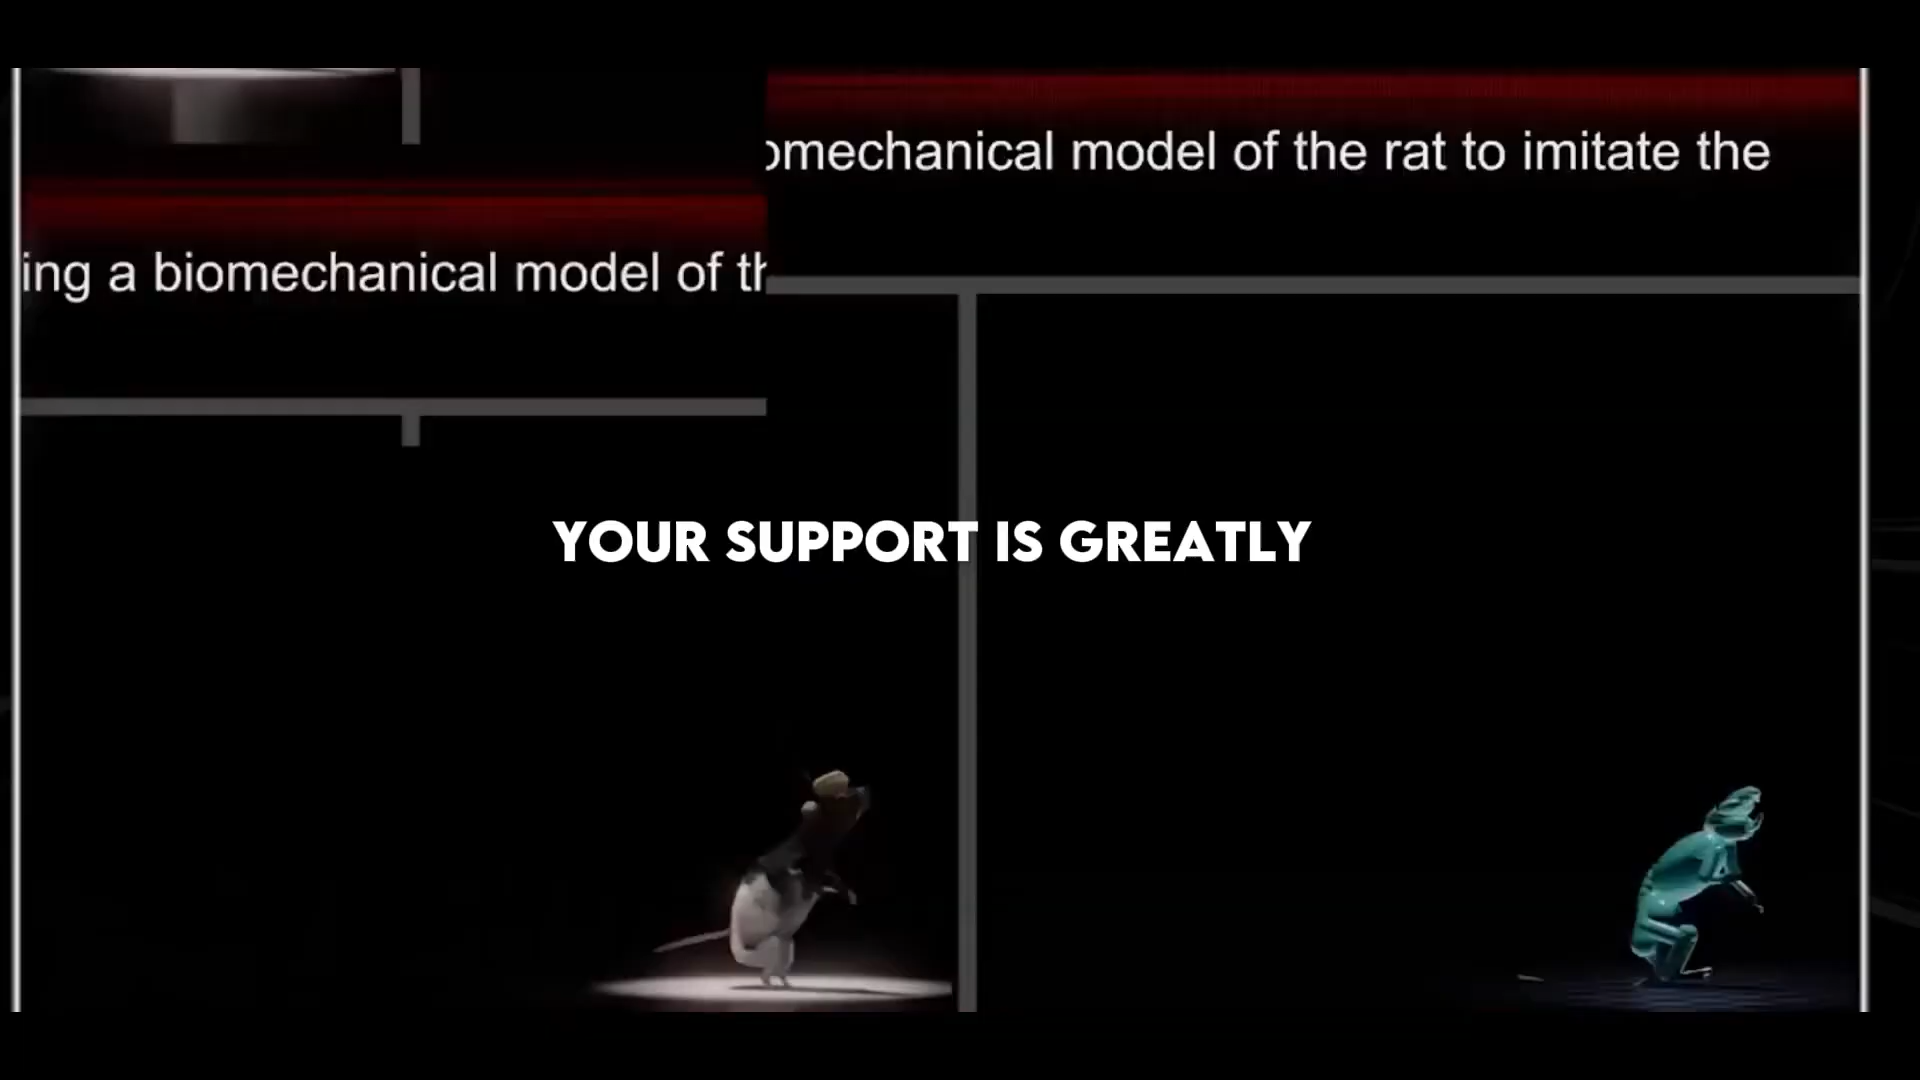 omechanical model of the rat to imitate the
ing a biomechanical model of th
YOUR SUPPORT IS GREATLY